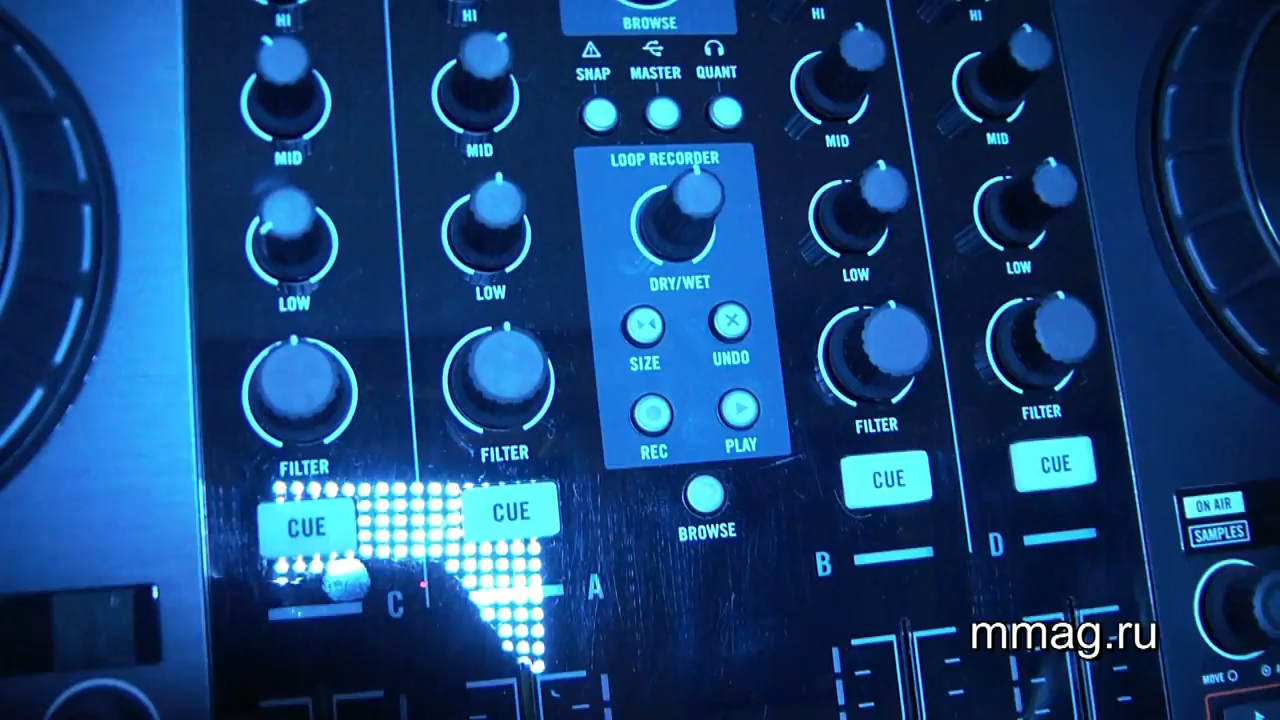 HI HI BROWSE HI HI
SNAP MASTER QUANT
MID MID MID MID
LOOP RECORDER
LOW LOW DRY/WET LOW LOW
SIZE UNDO
FILTER FILTER REC PLAY FILTER FILTER
CUE CUE BROWSE CUE CUE
ON AIR
SAMPLES
C A B D
mmag.ru
MOVE